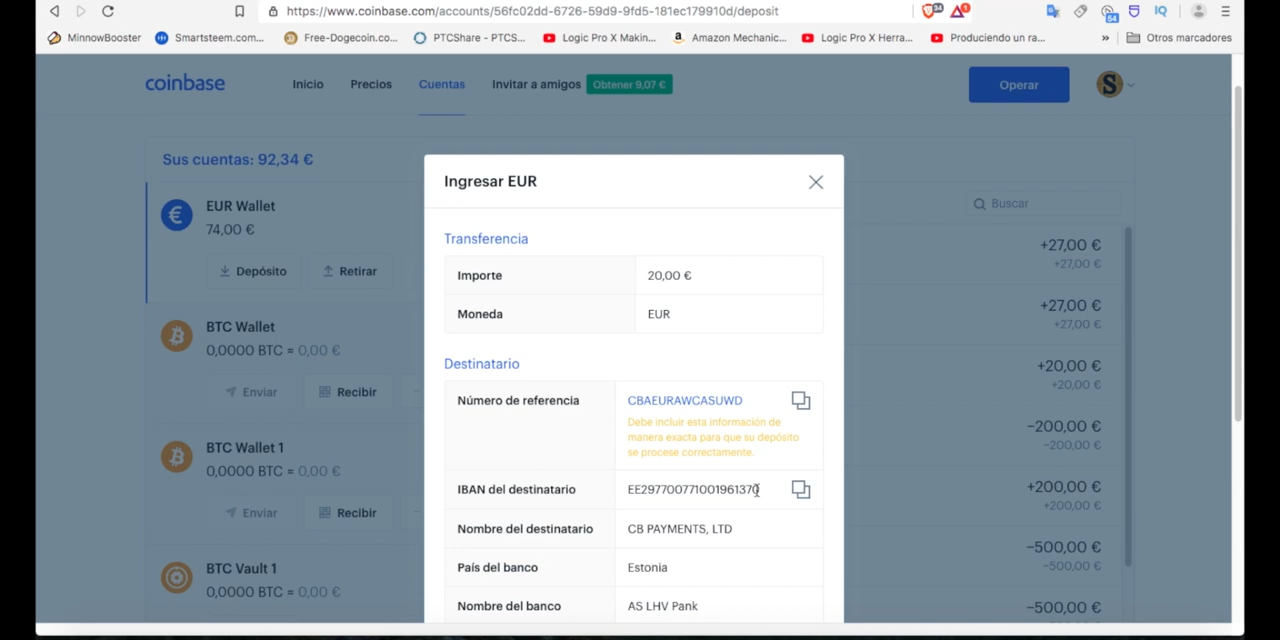 https://www.coinbase.com/accounts/56fc02dd-6726-59d9-9fd5-181ec179910d/deposit
34
1
54
IQ
MinnowBooster
Smartsteem.com...
Free-Dogecoin.co...
PTCShare - PTCS...
Logic Pro X Makin...
Amazon Mechanic...
Logic Pro X Herra...
Produciendo un ra...
»
Otros marcadores
coinbase
Inicio
Precios
Cuentas
Invitar a amigos
Obtener 9,07 €
Operar
S
Sus cuentas: 92,34 €
EUR Wallet
74,00 €
Depósito
Retirar
BTC Wallet
0,0000 BTC ≈ 0,00 €
Enviar
Recibir
BTC Wallet 1
0,0000 BTC ≈ 0,00 €
Enviar
Recibir
BTC Vault 1
0,0000 BTC ≈ 0,00 €
Ingresar EUR
Transferencia
Importe
20,00 €
Moneda
EUR
Destinatario
Número de referencia
CBAEURAWCASUWD
Debe incluir esta información de
manera exacta para que su depósito
se procese correctamente.
IBAN del destinatario
EE297700771001961370
Nombre del destinatario
CB PAYMENTS, LTD
País del banco
Estonia
Nombre del banco
AS LHV Pank
Buscar
+27,00 €
+27,00 €
+27,00 €
+27,00 €
+20,00 €
+20,00 €
-200,00 €
-200,00 €
+200,00 €
+200,00 €
-500,00 €
-500,00 €
-500,00 €